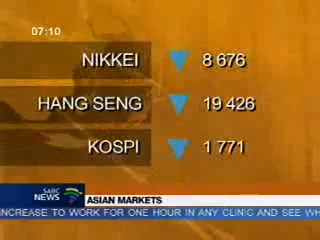 07:10
NIKKEI 8 676
HANG SENG 19 426
KOSPI 1 771
SABC
NEWS
ASIAN MARKETS
INCREASE TO WORK FOR ONE HOUR IN ANY CLINIC AND SEE WH